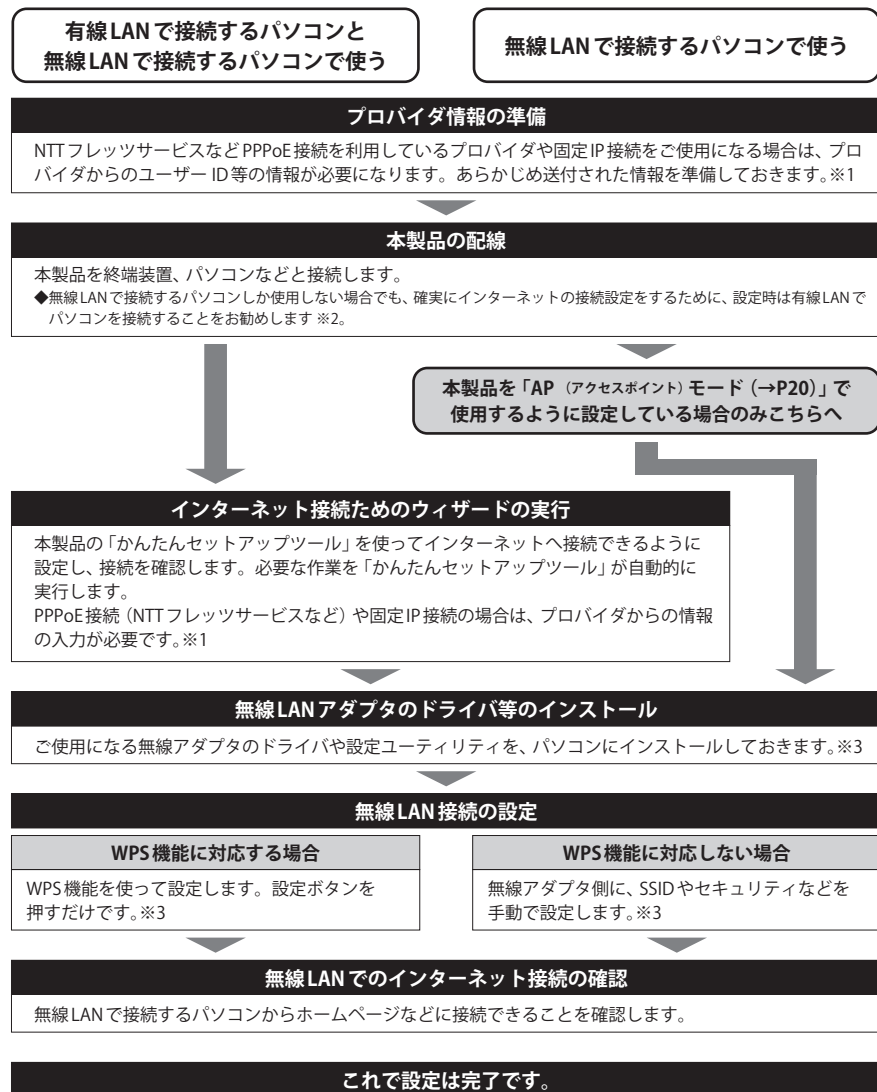 有線LANで接続するパソコンと
無線LANで接続するパソコンで使う
無線LANで接続するパソコンで使う
プロバイダ情報の準備
NTTフレッツサービスなどPPPoE接続を利用しているプロバイダや固定IP接続をご使用になる場合は、プロ
バイダからのユーザーID等の情報が必要になります。あらかじめ送付された情報を準備しておきます。※1
本製品の配線
本製品を終端装置、パソコンなどと接続します。
◆無線LANで接続するパソコンしか使用しない場合でも、確実にインターネットの接続設定をするために、設定時は有線LANで
パソコンを接続することをお勧めします ※2。
本製品を「AP（アクセスポイント）モード（→P20）」で
使用するように設定している場合のみこちらへ
インターネット接続ためのウィザードの実行
本製品の「かんたんセットアップツール」を使ってインターネットへ接続できるように
設定し、接続を確認します。必要な作業を「かんたんセットアップツール」が自動的に
実行します。
PPPoE接続（NTTフレッツサービスなど）や固定IP接続の場合は、プロバイダからの情報
の入力が必要です。※1
無線LANアダプタのドライバ等のインストール
ご使用になる無線アダプタのドライバや設定ユーティリティを、パソコンにインストールしておきます。※3
無線LAN接続の設定
WPS機能に対応する場合
WPS機能を使って設定します。設定ボタンを
押すだけです。※3
WPS機能に対応しない場合
無線アダプタ側に、SSIDやセキュリティなどを
手動で設定します。※3
無線LANでのインターネット接続の確認
無線LANで接続するパソコンからホームページなどに接続できることを確認します。
これで設定は完了です。